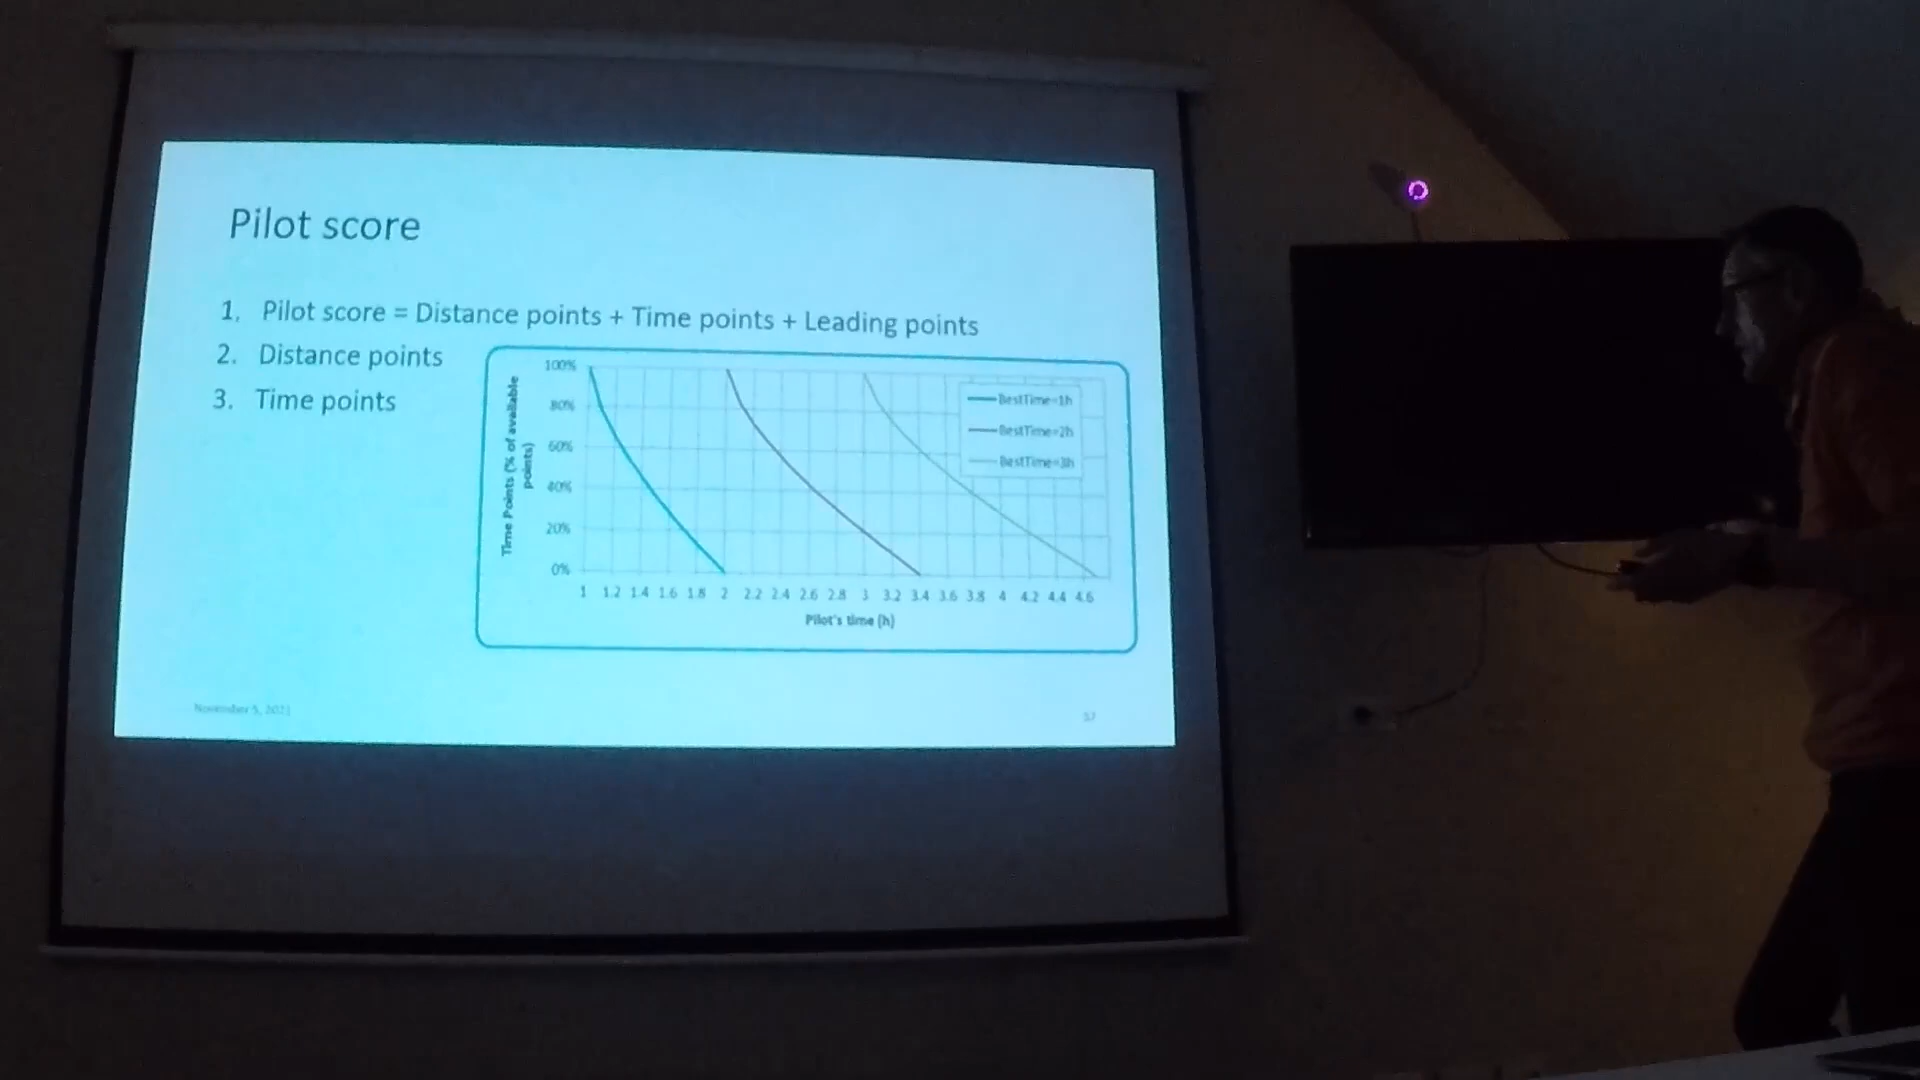 Pilot score
1. Pilot score = Distance points + Time points + Leading points
2. Distance points
3. Time points
Time Points (% of available
points)
100%
80%
60%
40%
20%
0%
BestTime=1h
BestTime=2h
BestTime=3h
1 1.2 1.4 1.6 1.8 2 2.2 2.4 2.6 2.8 3 3.2 3.4 3.6 3.8 4 4.2 4.4 4.6
Pilot's time (h)
November 5, 2021